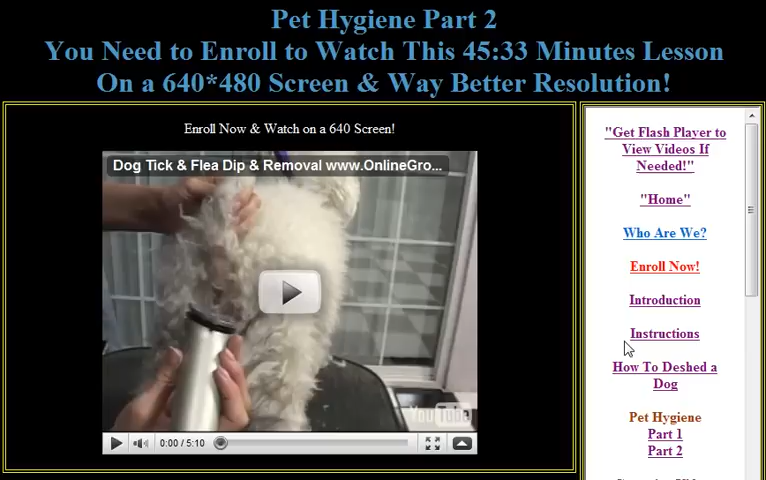 Pet Hygiene Part 2
You Need to Enroll to Watch This 45:33 Minutes Lesson
On a 640*480 Screen & Way Better Resolution!
Enroll Now & Watch on a 640 Screen!
Dog Tick & Flea Dip & Removal www.OnlineGro...
YouTube
0:00 / 5:10
"Get Flash Player to
View Videos If
Needed!"
"Home"
Who Are We?
Enroll Now!
Introduction
Instructions
How To Deshed a
Dog
Pet Hygiene
Part 1
Part 2